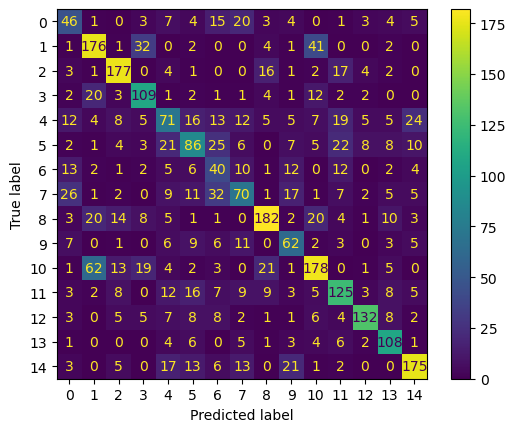 0 46 1 0 3 7 4 15 20 3 4 0 1 3 4 5
1 1 176 1 32 0 2 0 0 4 1 41 0 0 2 0
2 3 1 177 0 4 1 0 0 16 1 2 17 4 2 0
3 2 20 3 109 1 2 1 1 4 1 12 2 2 0 0
4 12 4 8 5 71 16 13 12 5 5 7 19 5 5 24
5 2 1 4 3 21 86 25 6 0 7 5 22 8 8 10
6 13 2 1 2 5 6 40 10 1 12 0 12 0 2 4
7 26 1 2 0 9 11 32 70 1 17 1 7 2 5 5
8 3 20 14 8 5 1 1 0 182 2 20 4 1 10 3
9 7 0 1 0 6 9 6 11 0 62 2 3 0 3 5
10 1 62 13 19 4 2 3 0 21 1 178 0 1 5 0
11 3 2 8 0 12 16 7 9 9 3 5 125 3 8 5
12 3 0 5 5 7 8 8 2 1 1 6 4 132 8 2
13 1 0 0 0 4 6 0 5 1 3 4 6 2 108 1
14 3 0 5 0 17 13 6 13 0 21 1 2 0 0 175
0 1 2 3 4 5 6 7 8 9 10 11 12 13 14
Predicted label
True label
175
150
125
100
75
50
25
0